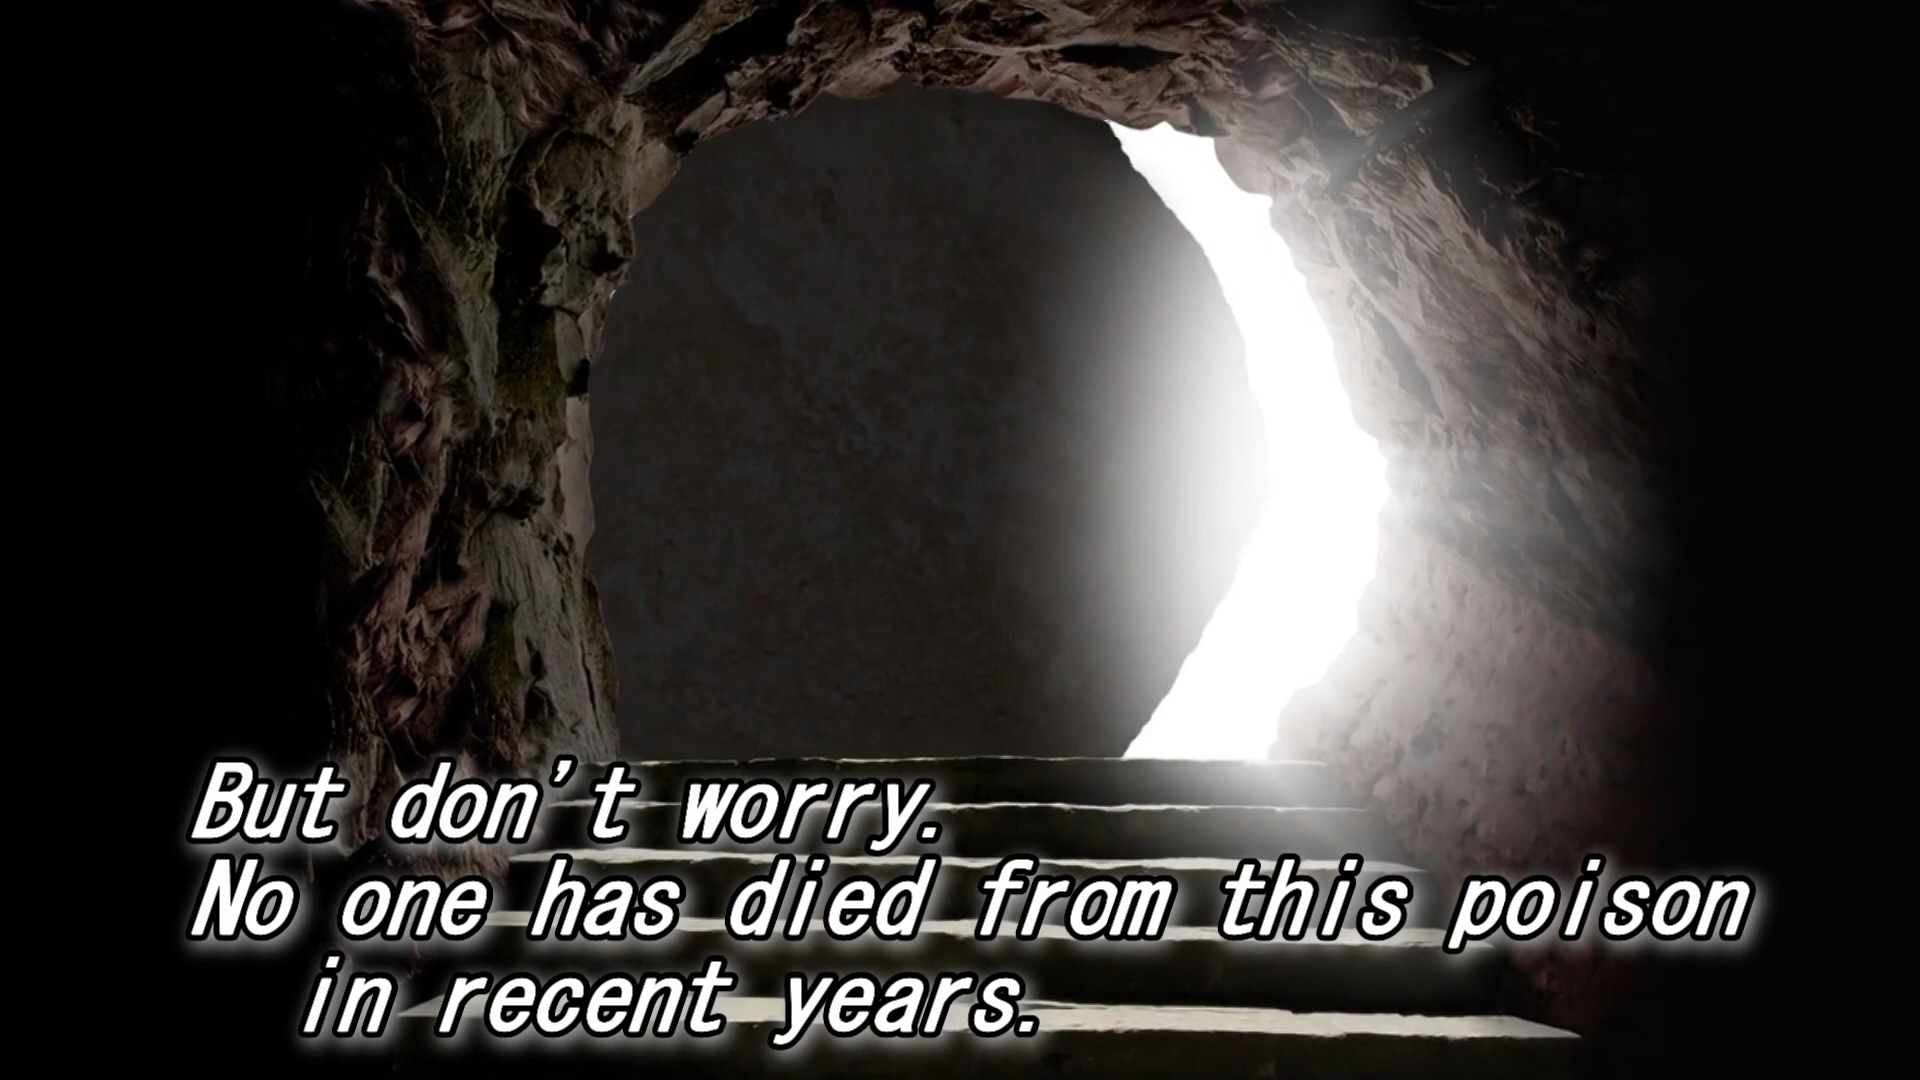 But don't worry.
No one has died from this poison
in recent years.